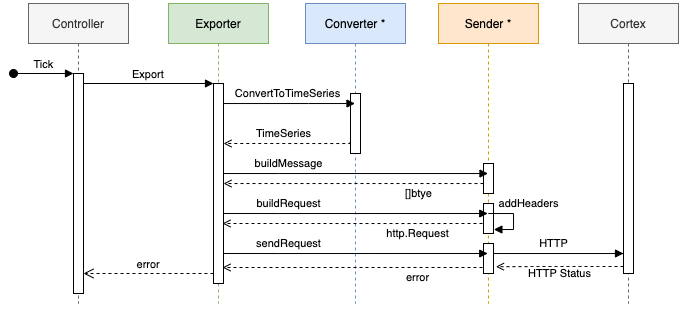 Controller
Exporter
Converter *
Sender *
Cortex
Tick
Export
ConvertToTimeSeries
TimeSeries
buildMessage
[]btye
buildRequest
addHeaders
http.Request
sendRequest
HTTP
error
error
HTTP Status